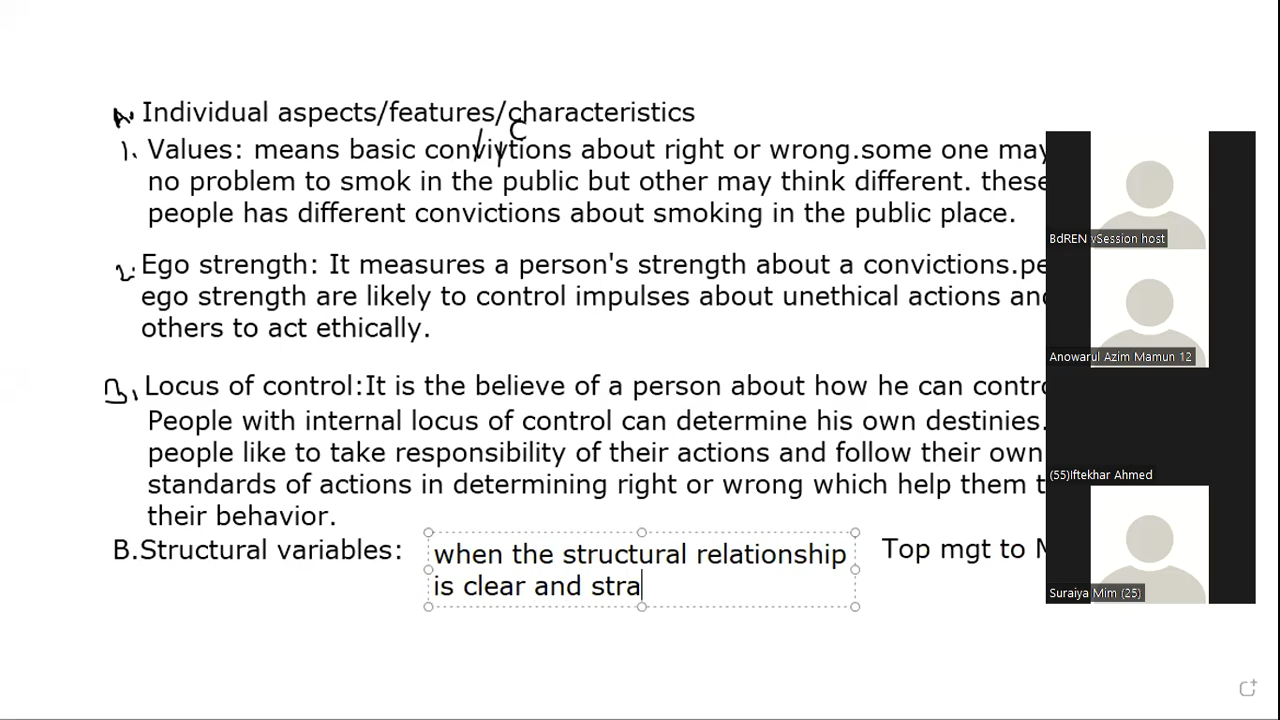 A. Individual aspects/features/characteristics
C
1. Values: means basic conviytions about right or wrong.some one may
no problem to smok in the public but other may think different. these
people has different convictions about smoking in the public place.
2. Ego strength: It measures a person's strength about a convictions.pe
ego strength are likely to control impulses about unethical actions and
others to act ethically.
3. Locus of control:It is the believe of a person about how he can contro
People with internal locus of control can determine his own destinies.
people like to take responsibility of their actions and follow their own
standards of actions in determining right or wrong which help them t
their behavior.
B.Structural variables: when the structural relationship Top mgt to M
is clear and stra
BdREN vSession host
Anowarul Azim Mamun 12
(55)Iftekhar Ahmed
Suraiya Mim (25)